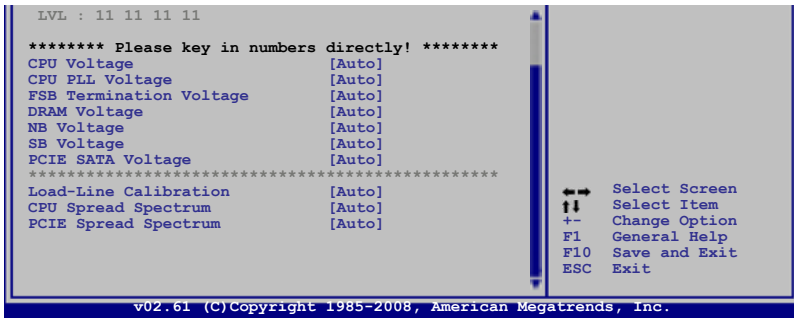 LVL : 11 11 11 11
******** Please key in numbers directly! ********
CPU Voltage [Auto]
CPU PLL Voltage [Auto]
FSB Termination Voltage [Auto]
DRAM Voltage [Auto]
NB Voltage [Auto]
SB Voltage [Auto]
PCIE SATA Voltage [Auto]
*************************************************
Load-Line Calibration [Auto]
CPU Spread Spectrum [Auto]
PCIE Spread Spectrum [Auto]
←→ Select Screen
↑↓ Select Item
+- Change Option
F1 General Help
F10 Save and Exit
ESC Exit
v02.61 (C)Copyright 1985-2008, American Megatrends, Inc.